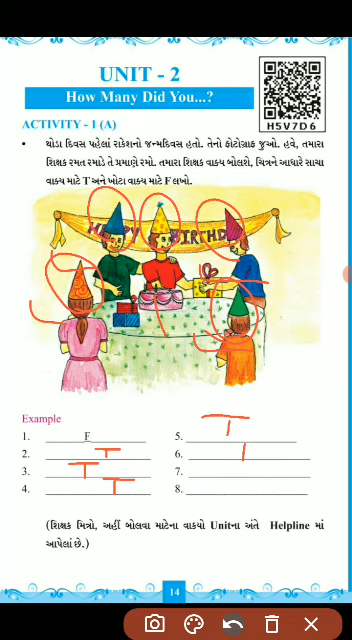 UNIT - 2
How Many Did You...?
H5V7D6
ACTIVITY - 1 (A)
• થોડા દિવસ પહેલાં રાકેશનો જન્મદિવસ હતો. તેનો ફોટોગ્રાફ જુઓ. હવે, તમારા
શિક્ષક રમત રમાડે તે પ્રમાણે રમો. તમારા શિક્ષક વાક્ય બોલશે, ચિત્રને આધારે સાચા
વાક્ય માટે T અને ખોટા વાક્ય માટે F લખો.
HAPPY BIRTHDAY
Example
1. F
2. T
3. T
4. T
5. T
6.
7.
8.
(શિક્ષક મિત્રો, અહીં બોલવા માટેના વાક્યો Unitના અંતે Helpline માં
આપેલાં છે.)
14